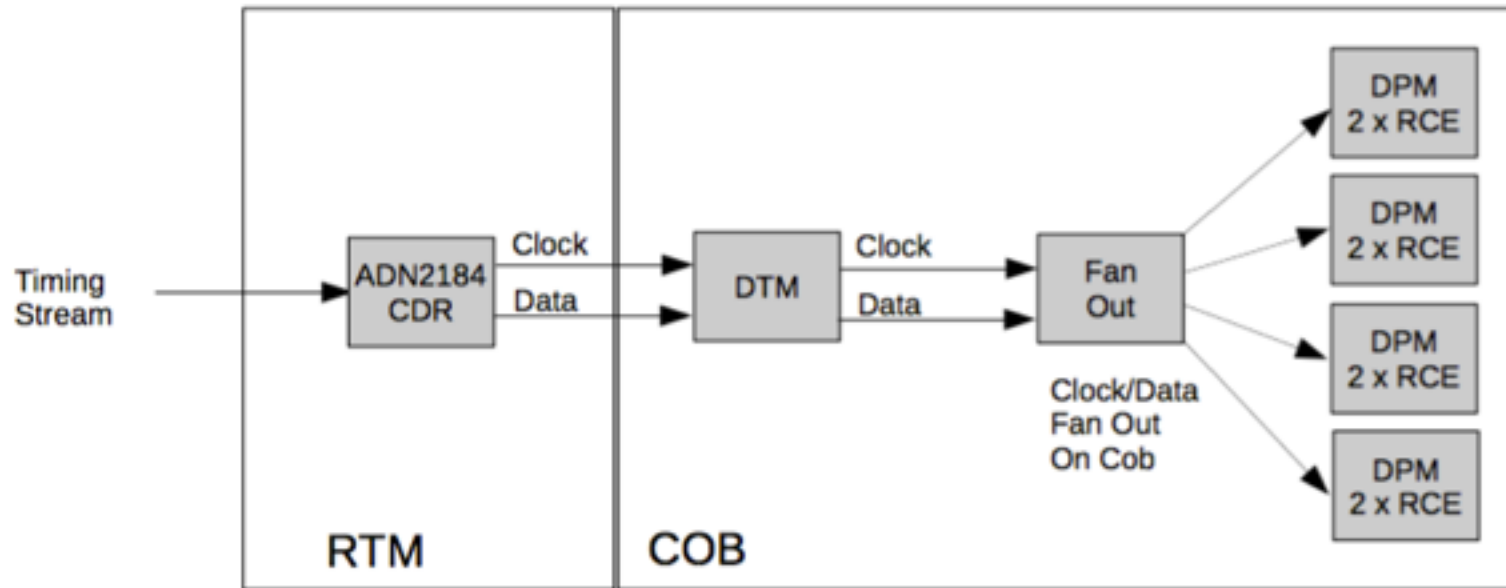 Timing
Stream
ADN2184
CDR
Clock
Data
DTM
Clock
Data
Fan
Out
Clock/Data
Fan Out
On Cob
DPM
2 x RCE
DPM
2 x RCE
DPM
2 x RCE
DPM
2 x RCE
RTM
COB